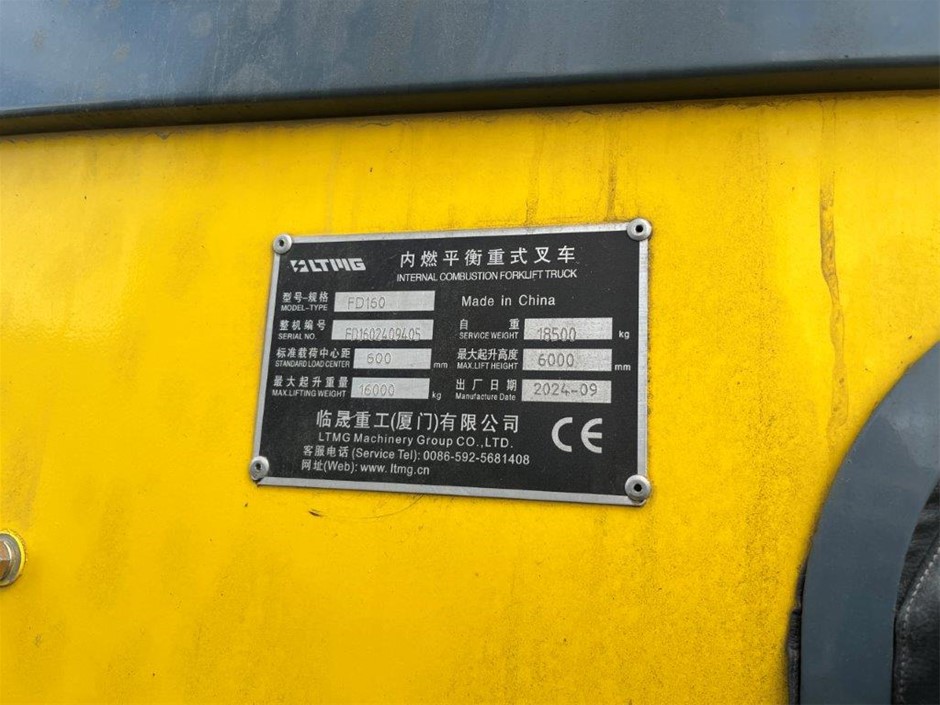 LTMG 内燃平衡重式叉车
INTERNAL COMBUSTION FORKLIFT TRUCK
型号-规格 FD160 Made in China
MODEL-TYPE
整机编号 FD1602409405 自重 18500 kg
SERIAL NO. SERVICE WEIGHT
标准载荷中心距 600 mm 最大起升高度 6000 mm
STANDARD LOAD CENTER MAX.LIFT HEIGHT
最大起升重量 16000 kg 出厂日期 2024-09
MAX.LIFTING WEIGHT Manufacture Date
临晟重工(厦门)有限公司 CE
LTMG Machinery Group CO.,LTD.
客服电话 (Service Tel): 0086-592-5681408
网址(Web): www.ltmg.cn